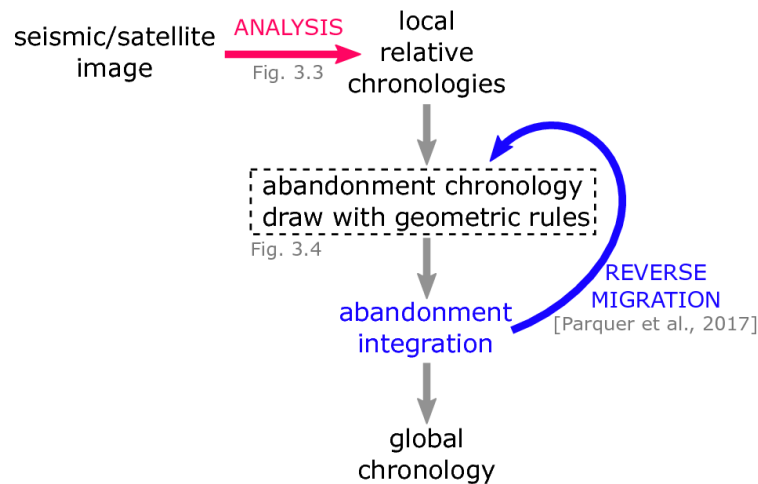 seismic/satellite
image
ANALYSIS
Fig. 3.3
local
relative
chronologies
abandonment chronology
draw with geometric rules
Fig. 3.4
REVERSE
MIGRATION
[Parquer et al., 2017]
abandonment
integration
global
chronology